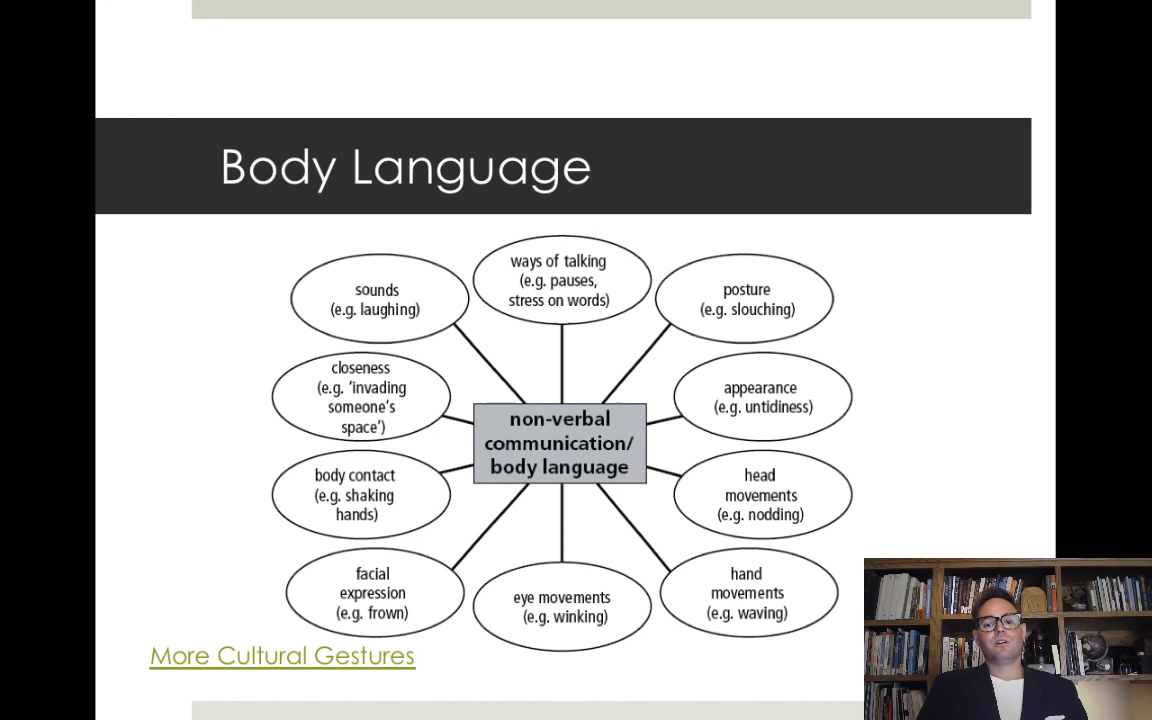 Body Language
ways of talking
(e.g. pauses,
stress on words)
sounds
(e.g. laughing)
posture
(e.g. slouching)
closeness
(e.g. 'invading
someone's
space')
appearance
(e.g. untidiness)
non-verbal
communication/
body language
body contact
(e.g. shaking
hands)
head
movements
(e.g. nodding)
facial
expression
(e.g. frown)
eye movements
(e.g. winking)
hand
movements
(e.g. waving)
More Cultural Gestures